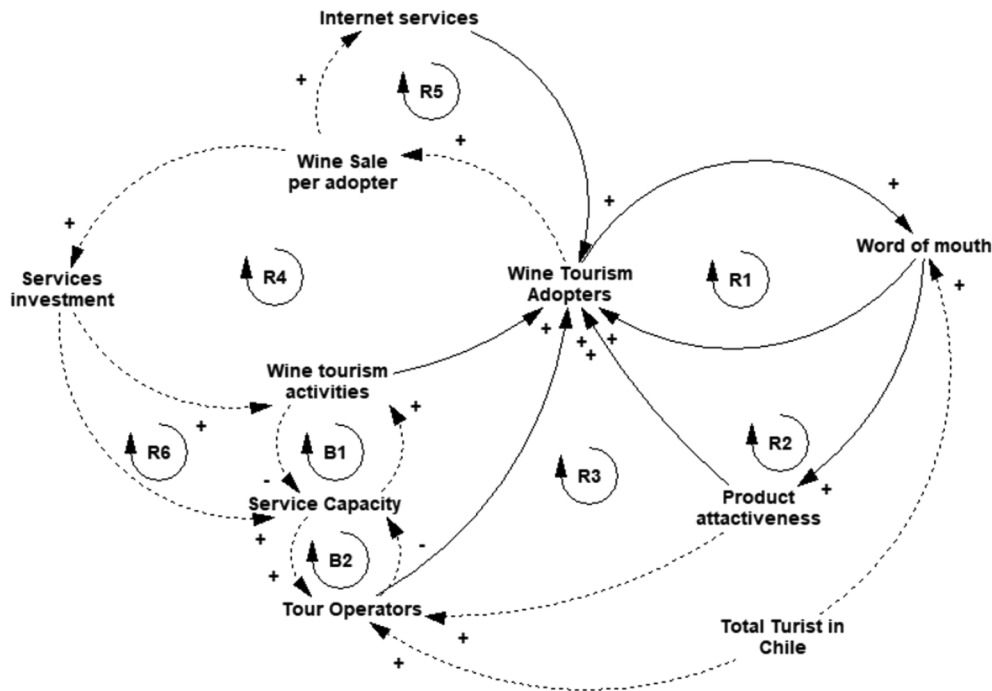 Internet services
+
R5
+
Wine Sale
per adopter
+
+
+
Word of mouth
Services
investment
R4
Wine Tourism
Adopters
R1
+
+
+
+
+
Wine tourism
activities
+
R6
+
B1
R3
R2
-
Service Capacity
Product
attactiveness
+
+
-
B2
+
Tour Operators
+
+
Total Turist in
Chile